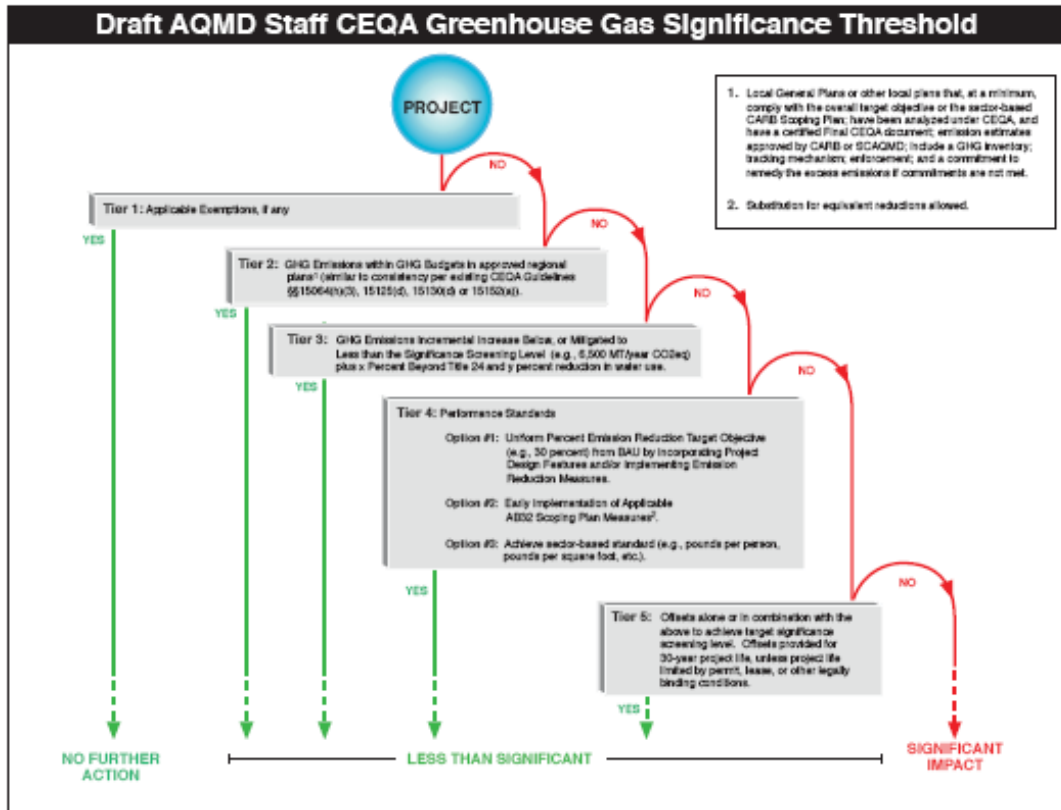 Draft AQMD Staff CEQA Greenhouse Gas Significance Threshold
PROJECT
1. Local General Plans or other local plans that, at a minimum,
comply with the overall target objective or the sector-based
CARB Scoping Plan; have been analyzed under CEQA, and
have a certified Final CEQA document; emission estimates
approved by CARB or SCAQMD; include a GHG inventory;
tracking mechanism; enforcement; and a commitment to
remedy the excess emissions if commitments are not met.
2. Substitution for equivalent reductions allowed.
NO
Tier 1: Applicable Exemptions, if any
YES
NO
Tier 2: GHG Emissions within GHG Budgets in approved regional
plans¹ (similar to consistency per existing CEQA Guidelines
§§15064(h)(3), 15125(d), 15130(d) or 15152(a)).
YES
NO
Tier 3: GHG Emissions Incremental Increase Below, or Mitigated to
Less than the Significance Screening Level (e.g., 6,500 MT/year CO2eq)
plus x Percent Beyond Title 24 and y percent reduction in water use.
YES
NO
Tier 4: Performance Standards
Option #1: Uniform Percent Emission Reduction Target Objective
(e.g., 30 percent) from BAU by Incorporating Project
Design Features and/or Implementing Emission
Reduction Measures.
Option #2: Early Implementation of Applicable
AB32 Scoping Plan Measures².
Option #3: Achieve sector-based standard (e.g., pounds per person,
pounds per square foot, etc.).
YES
NO
Tier 5: Offsets alone or in combination with the
above to achieve target significance
screening level. Offsets provided for
30-year project life, unless project life
limited by permit, lease, or other legally
binding conditions.
YES
NO FURTHER
ACTION
LESS THAN SIGNIFICANT
SIGNIFICANT
IMPACT